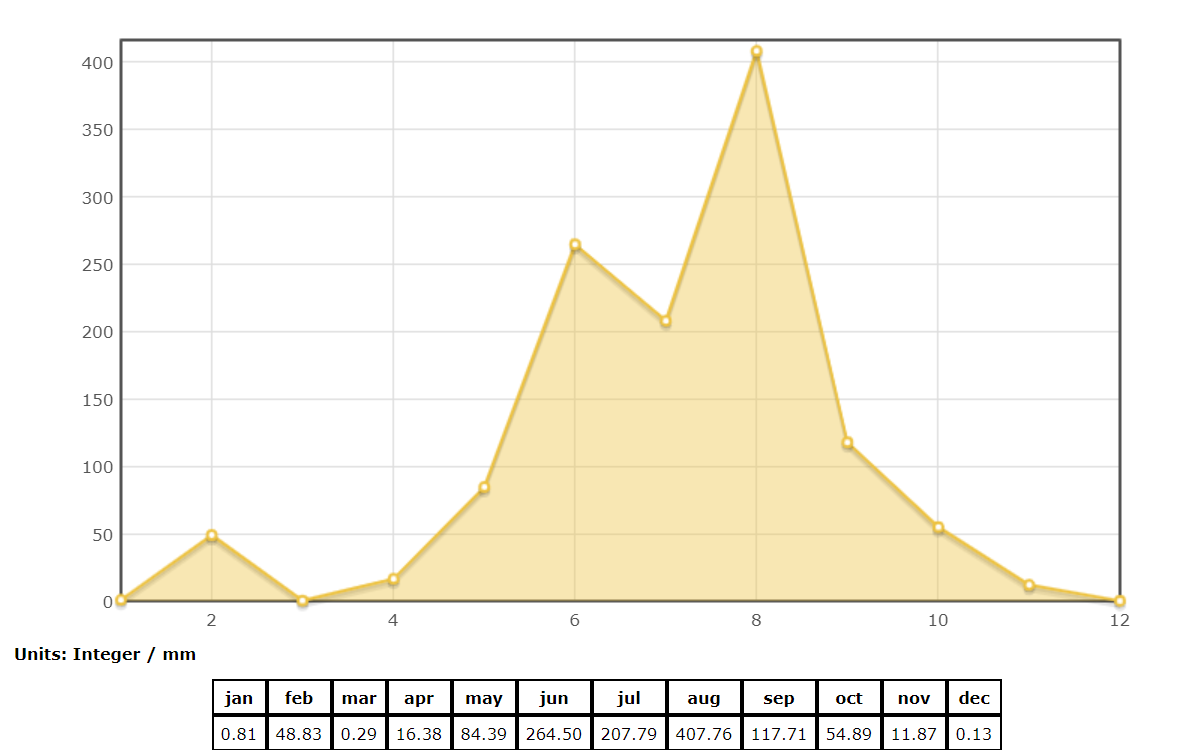 400
350
300
250
200
150
100
50
0
2 4 6 8 10 12
Units: Integer / mm
jan feb mar apr may jun jul aug sep oct nov dec
0.81 48.83 0.29 16.38 84.39 264.50 207.79 407.76 117.71 54.89 11.87 0.13